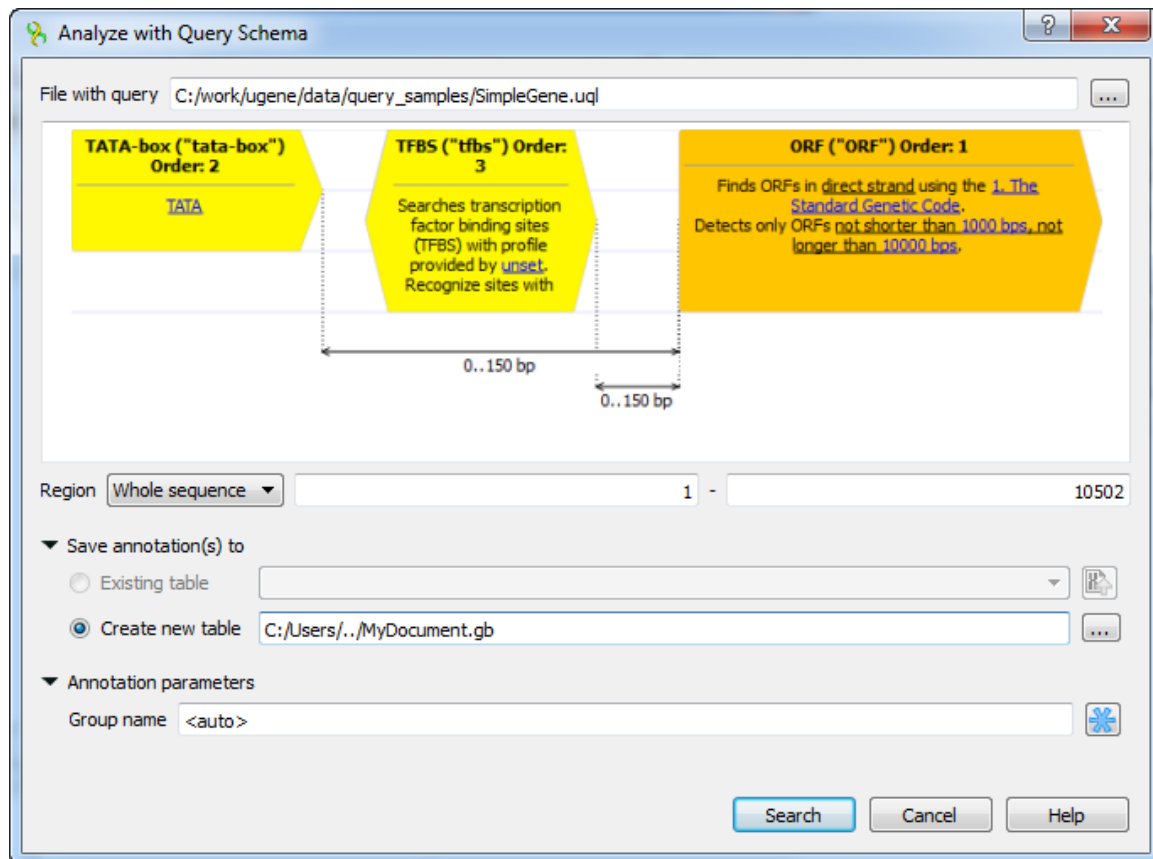 Analyze with Query Schema
File with query C:/work/ugene/data/query_samples/SimpleGene.uql ...
TATA-box ("tata-box")
Order: 2
TATA
TFBS ("tfbs") Order:
3
Searches transcription
factor binding sites
(TFBS) with profile
provided by unset.
Recognize sites with
ORF ("ORF") Order: 1
Finds ORFs in direct strand using the 1. The
Standard Genetic Code.
Detects only ORFs not shorter than 1000 bps, not
longer than 10000 bps.
0..150 bp
0..150 bp
Region Whole sequence 1 - 10502
Save annotation(s) to
Existing table
Create new table C:/Users/../MyDocument.gb ...
Annotation parameters
Group name <auto>
Search Cancel Help